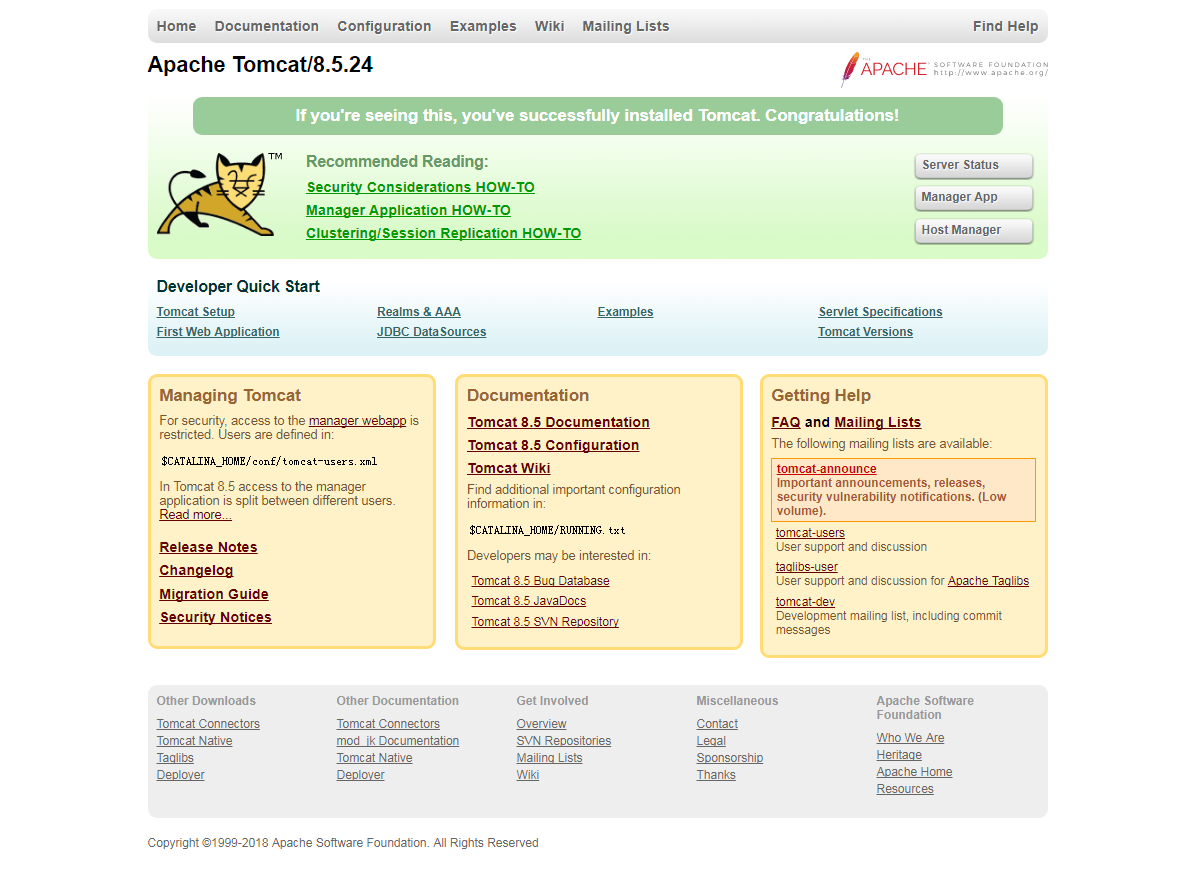 Home Documentation Configuration Examples Wiki Mailing Lists Find Help
Apache Tomcat/8.5.24
THE
APACHE
SOFTWARE FOUNDATION
http://www.apache.org/
If you're seeing this, you've successfully installed Tomcat. Congratulations!
TM
Recommended Reading:
Security Considerations HOW-TO
Manager Application HOW-TO
Clustering/Session Replication HOW-TO
Server Status
Manager App
Host Manager
Developer Quick Start
Tomcat Setup
First Web Application
Realms & AAA
JDBC DataSources
Examples
Servlet Specifications
Tomcat Versions
Managing Tomcat
For security, access to the manager webapp is
restricted. Users are defined in:
$CATALINA_HOME/conf/tomcat-users.xml
In Tomcat 8.5 access to the manager
application is split between different users.
Read more...
Release Notes
Changelog
Migration Guide
Security Notices
Documentation
Tomcat 8.5 Documentation
Tomcat 8.5 Configuration
Tomcat Wiki
Find additional important configuration
information in:
$CATALINA_HOME/RUNNING.txt
Developers may be interested in:
Tomcat 8.5 Bug Database
Tomcat 8.5 JavaDocs
Tomcat 8.5 SVN Repository
Getting Help
FAQ and Mailing Lists
The following mailing lists are available:
tomcat-announce
Important announcements, releases,
security vulnerability notifications. (Low
volume).
tomcat-users
User support and discussion
taglibs-user
User support and discussion for Apache Taglibs
tomcat-dev
Development mailing list, including commit
messages
Other Downloads
Tomcat Connectors
Tomcat Native
Taglibs
Deployer
Other Documentation
Tomcat Connectors
mod_jk Documentation
Tomcat Native
Deployer
Get Involved
Overview
SVN Repositories
Mailing Lists
Wiki
Miscellaneous
Contact
Legal
Sponsorship
Thanks
Apache Software
Foundation
Who We Are
Heritage
Apache Home
Resources
Copyright ©1999-2018 Apache Software Foundation. All Rights Reserved